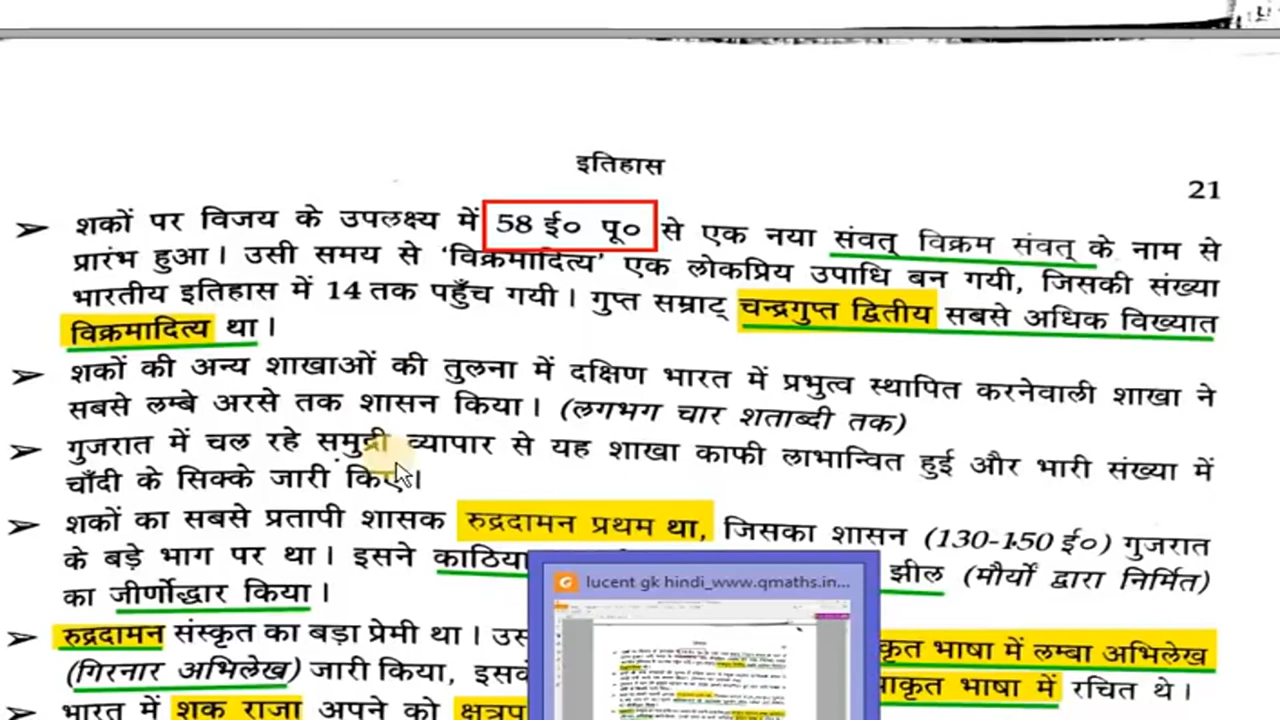 इतिहास
21
➢ शकों पर विजय के उपलक्ष्य में 58 ई० पू० से एक नया संवत् विक्रम संवत् के नाम से
प्रारंभ हुआ। उसी समय से ‘विक्रमादित्य’ एक लोकप्रिय उपाधि बन गयी, जिसकी संख्या
भारतीय इतिहास में 14 तक पहुँच गयी। गुप्त सम्राट् चन्द्रगुप्त द्वितीय सबसे अधिक विख्यात
विक्रमादित्य था।
➢ शकों की अन्य शाखाओं की तुलना में दक्षिण भारत में प्रभुत्व स्थापित करनेवाली शाखा ने
सबसे लम्बे अरसे तक शासन किया। (लगभग चार शताब्दी तक)
➢ गुजरात में चल रहे समुद्री व्यापार से यह शाखा काफी लाभान्वित हुई और भारी संख्या में
चाँदी के सिक्के जारी किए।
➢ शकों का सबसे प्रतापी शासक रुद्रदामन प्रथम था, जिसका शासन (130-150 ई०) गुजरात
के बड़े भाग पर था। इसने काठिया झील (मौर्यों द्वारा निर्मित)
का जीर्णोद्धार किया।
➢ रुद्रदामन संस्कृत का बड़ा प्रेमी था। उस कृत भाषा में लम्बा अभिलेख
(गिरनार अभिलेख) जारी किया, इसके प्राकृत भाषा में रचित थे।
➢ भारत में शक राजा अपने को क्षत्रप
lucent gk hindi_www.qmaths.in...